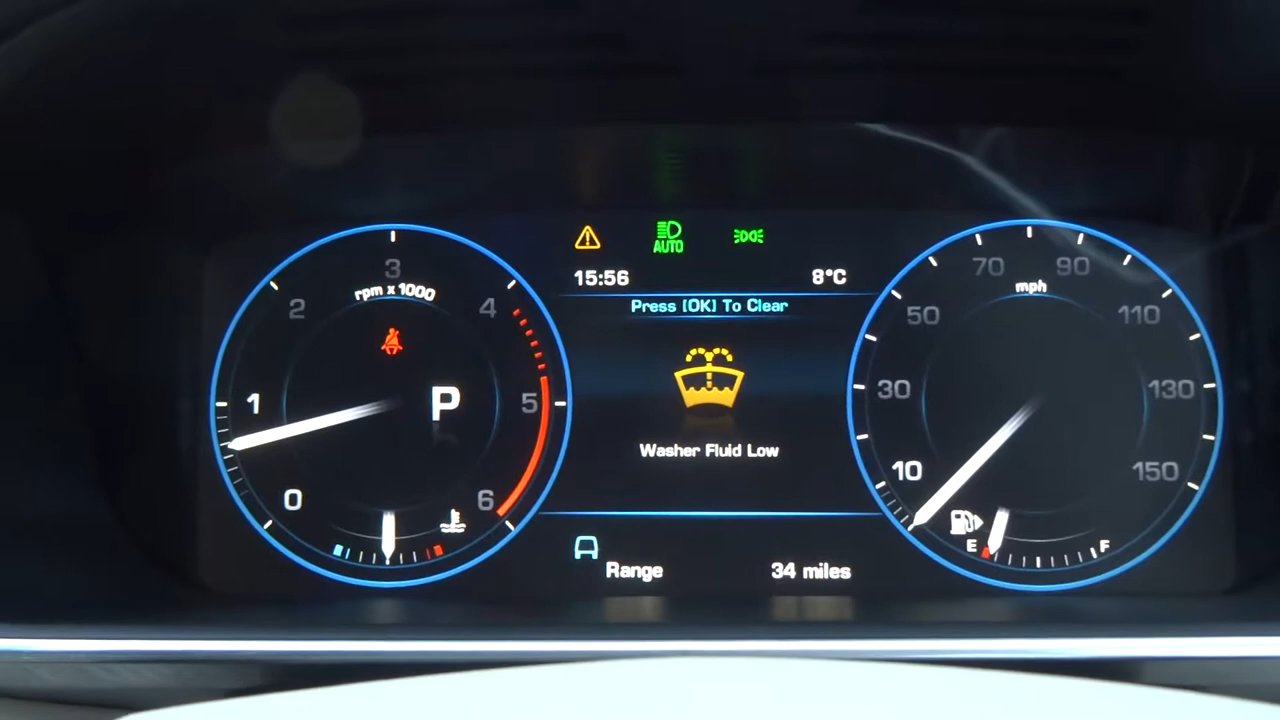 AUTO
15:56 8°C
Press [OK] To Clear
Washer Fluid Low
Range 34 miles
0 1 2 3 4 5 6
rpm x 1000
P
10 30 50 70 90 110 130 150
mph
E F